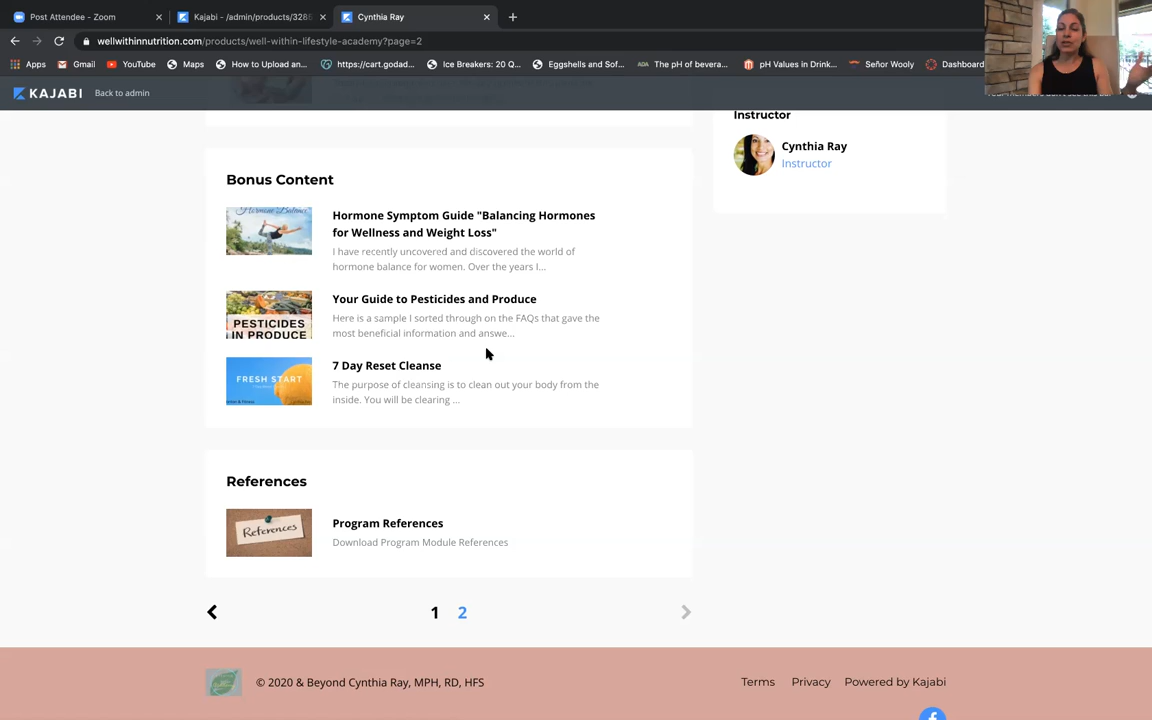 Post Attendee - Zoom
Kajabi - /admin/products/3288
Cynthia Ray
wellwithinnutrition.com/products/well-within-lifestyle-academy?page=2
Apps
Gmail
YouTube
Maps
How to Upload an...
https://cart.godad...
Ice Breakers: 20 Q...
Eggshells and Sof...
ADA
The pH of bevera...
pH Values in Drink...
Señor Wooly
Dashboard
KAJABI
Back to admin
Instructor
Cynthia Ray
Instructor
Bonus Content
Hormone Balance
Hormone Symptom Guide "Balancing Hormones
for Wellness and Weight Loss"
I have recently uncovered and discovered the world of
hormone balance for women. Over the years I...
PESTICIDES
IN PRODUCE
Your Guide to Pesticides and Produce
Here is a sample I sorted through on the FAQs that gave the
most beneficial information and answe...
FRESH START
7 Day Reset Cleanse
The purpose of cleansing is to clean out your body from the
inside. You will be clearing ...
References
References
Program References
Download Program Module References
1 2
© 2020 & Beyond Cynthia Ray, MPH, RD, HFS
Terms
Privacy
Powered by Kajabi